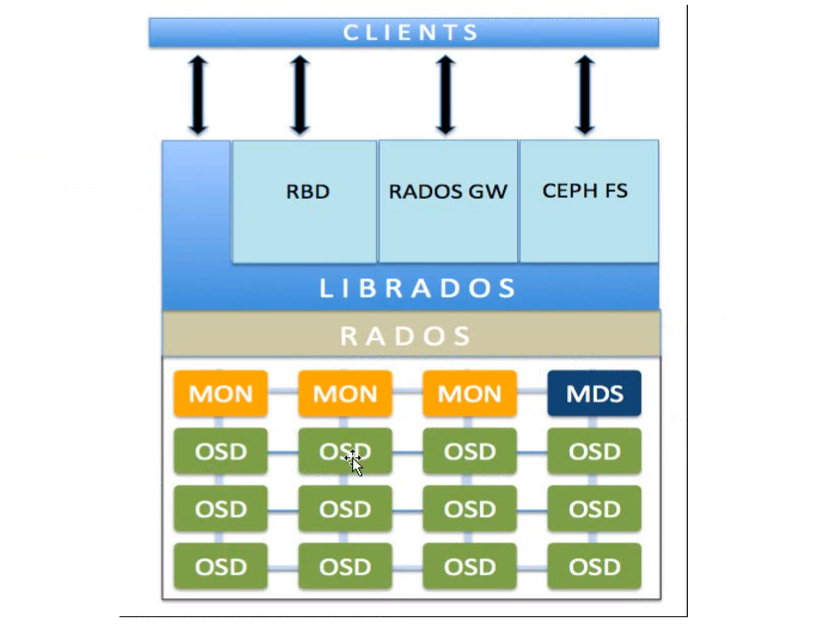 CLIENTS
RBD
RADOS GW
CEPH FS
LIBRADOS
RADOS
MON MON MON MDS
OSD OSD OSD OSD
OSD OSD OSD OSD
OSD OSD OSD OSD